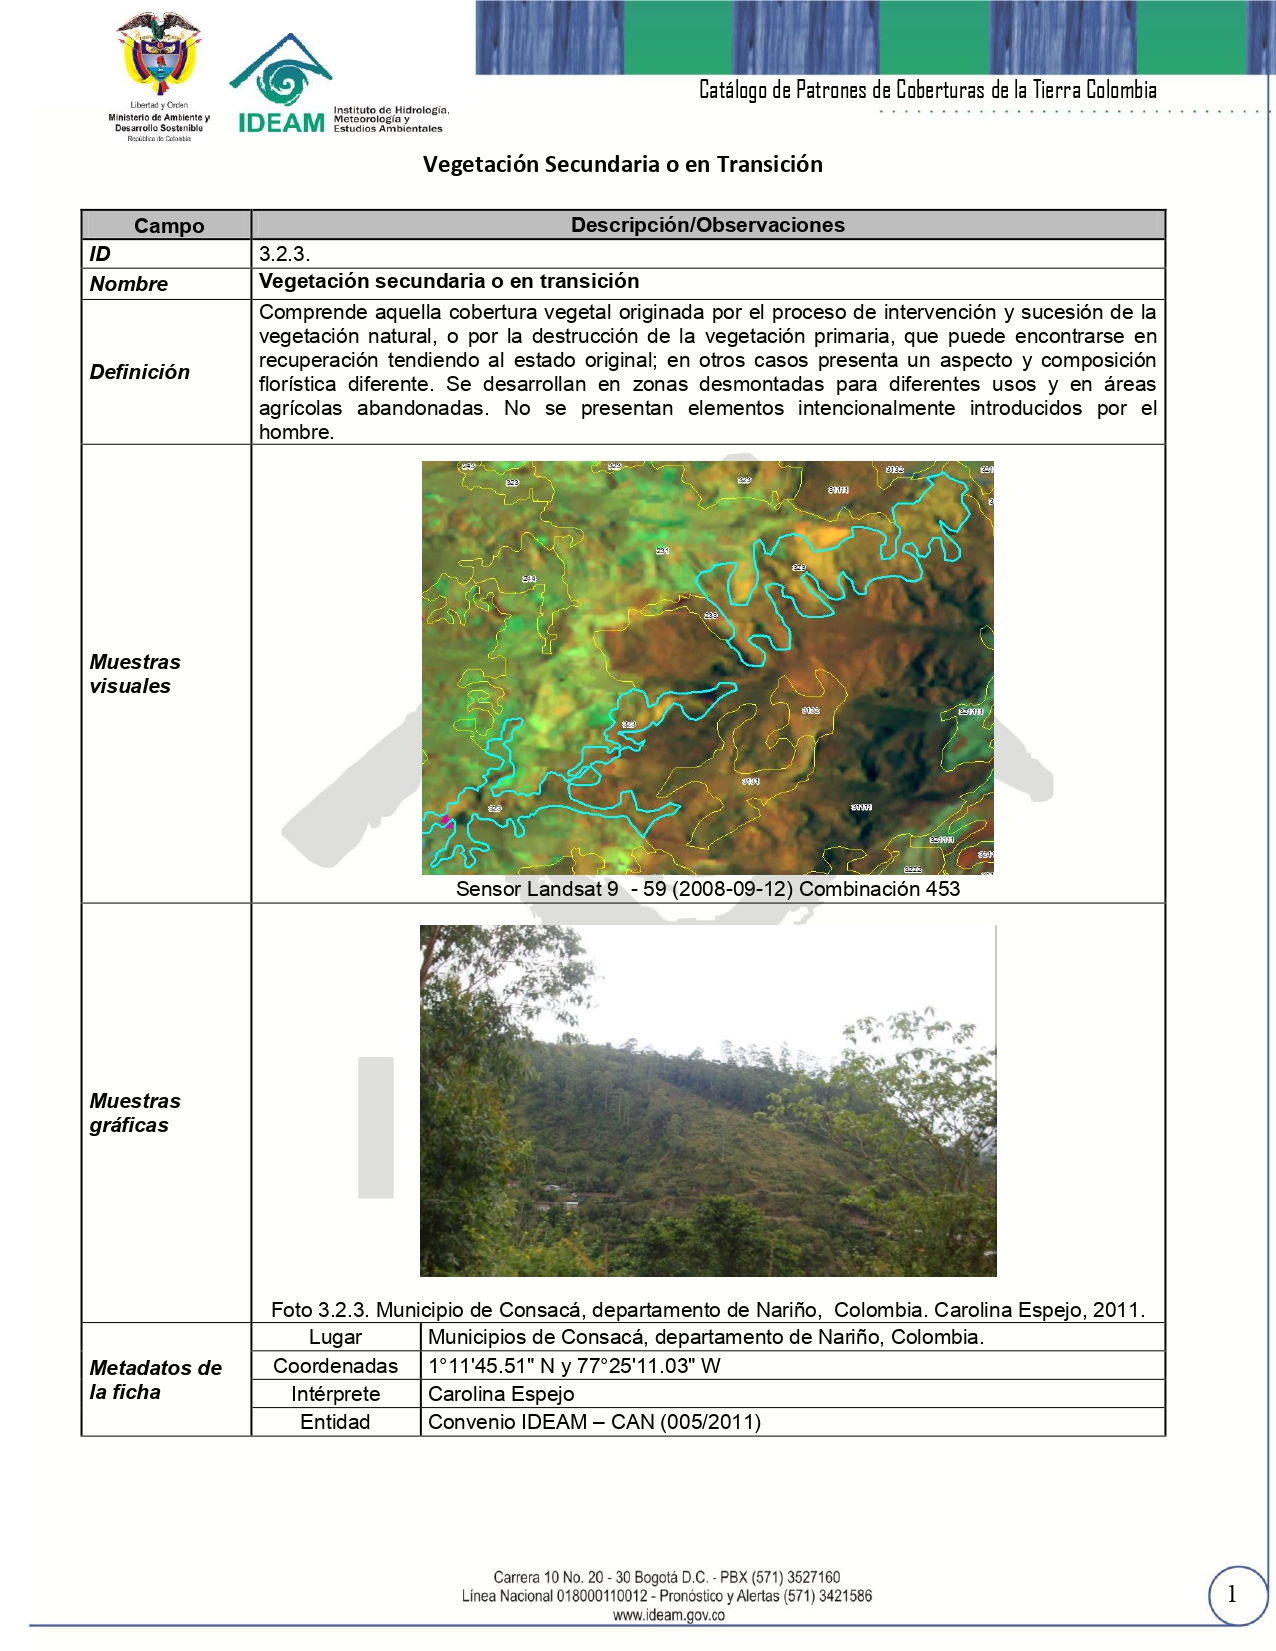 Libertad y Orden
Ministerio de Ambiente y
Desarrollo Sostenible
República de Colombia
IDEAM
Instituto de Hidrología,
Meteorología y
Estudios Ambientales
Catálogo de Patrones de Coberturas de la Tierra Colombia
Vegetación Secundaria o en Transición
Campo Descripción/Observaciones
ID 3.2.3.
Nombre Vegetación secundaria o en transición
Definición
Comprende aquella cobertura vegetal originada por el proceso de intervención y sucesión de la
vegetación natural, o por la destrucción de la vegetación primaria, que puede encontrarse en
recuperación tendiendo al estado original; en otros casos presenta un aspecto y composición
florística diferente. Se desarrollan en zonas desmontadas para diferentes usos y en áreas
agrícolas abandonadas. No se presentan elementos intencionalmente introducidos por el
hombre.
Muestras
visuales
323
323
323
3132
31111
323
3132
3131
31111
321111
321111
3222
323
323
Sensor Landsat 9 - 59 (2008-09-12) Combinación 453
Muestras
gráficas
Foto 3.2.3. Municipio de Consacá, departamento de Nariño, Colombia. Carolina Espejo, 2011.
Metadatos de
la ficha
Lugar Municipios de Consacá, departamento de Nariño, Colombia.
Coordenadas 1°11'45.51" N y 77°25'11.03" W
Intérprete Carolina Espejo
Entidad Convenio IDEAM – CAN (005/2011)
Carrera 10 No. 20 - 30 Bogotá D.C. - PBX (571) 3527160
Línea Nacional 018000110012 - Pronóstico y Alertas (571) 3421586
www.ideam.gov.co
1